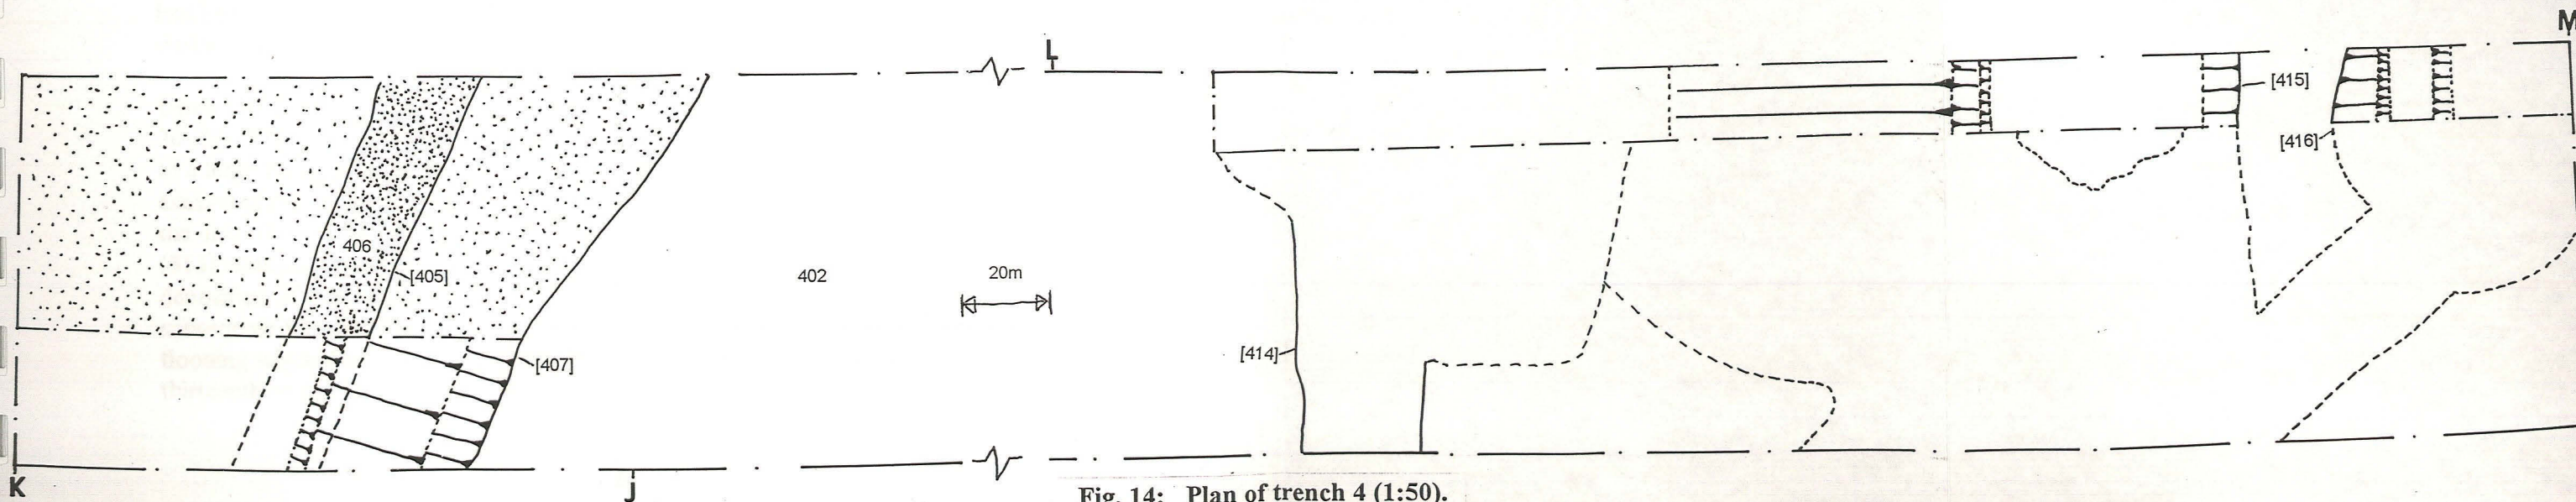 M
L
[415]
[416]
406
[405]
402
20m
[414]
[407]
K
J
Fig. 14: Plan of trench 4 (1:50).